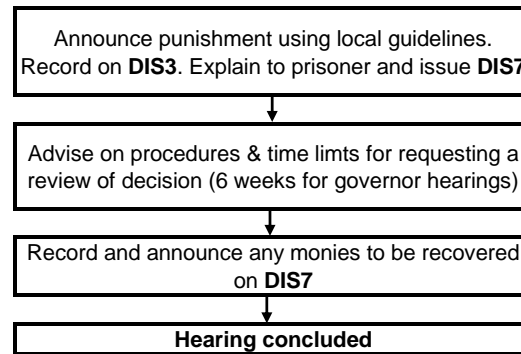 Announce punishment using local guidelines.
Record on DIS3. Explain to prisoner and issue DIS7
Advise on procedures & time limts for requesting a
review of decision (6 weeks for governor hearings)
Record and announce any monies to be recovered
on DIS7
Hearing concluded